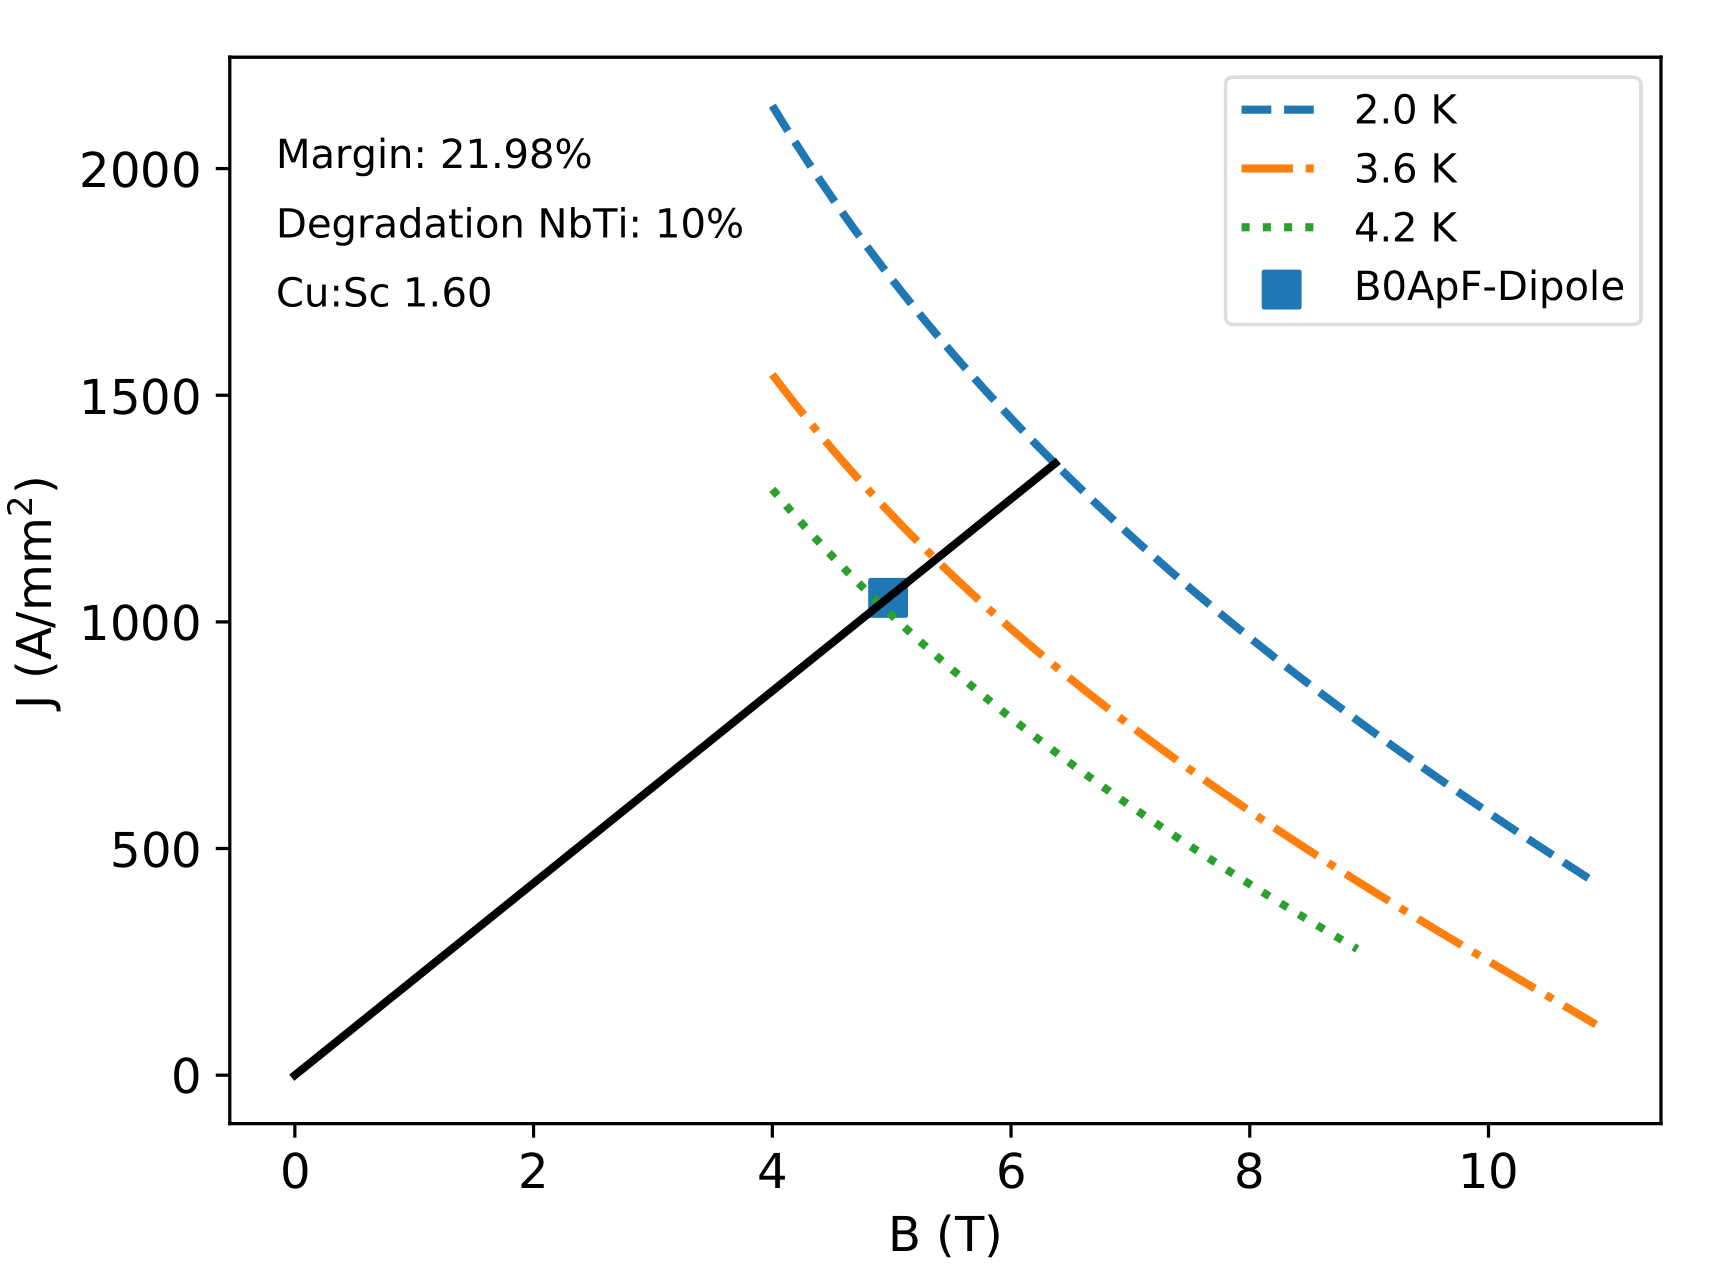 Margin: 21.98%
Degradation NbTi: 10%
Cu:Sc 1.60
2.0 K
3.6 K
4.2 K
B0ApF-Dipole
J (A/mm²)
2000
1500
1000
500
0
0 2 4 6 8 10
B (T)